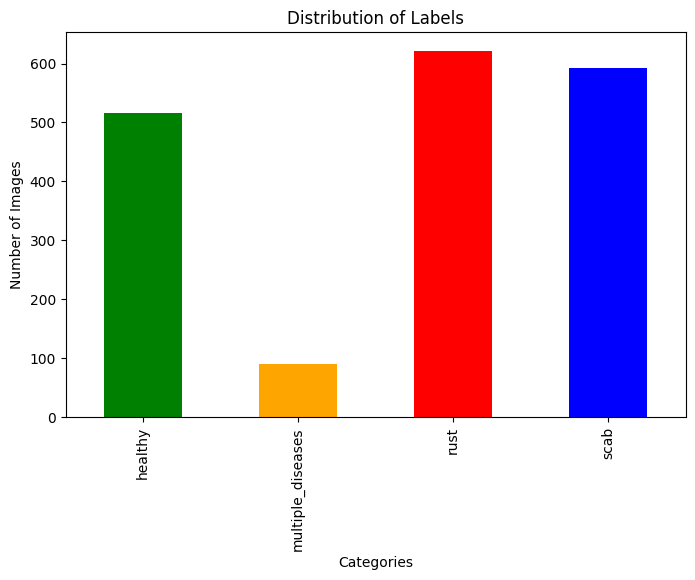 Distribution of Labels
Number of Images
600
500
400
300
200
100
0
healthy
multiple_diseases
rust
scab
Categories